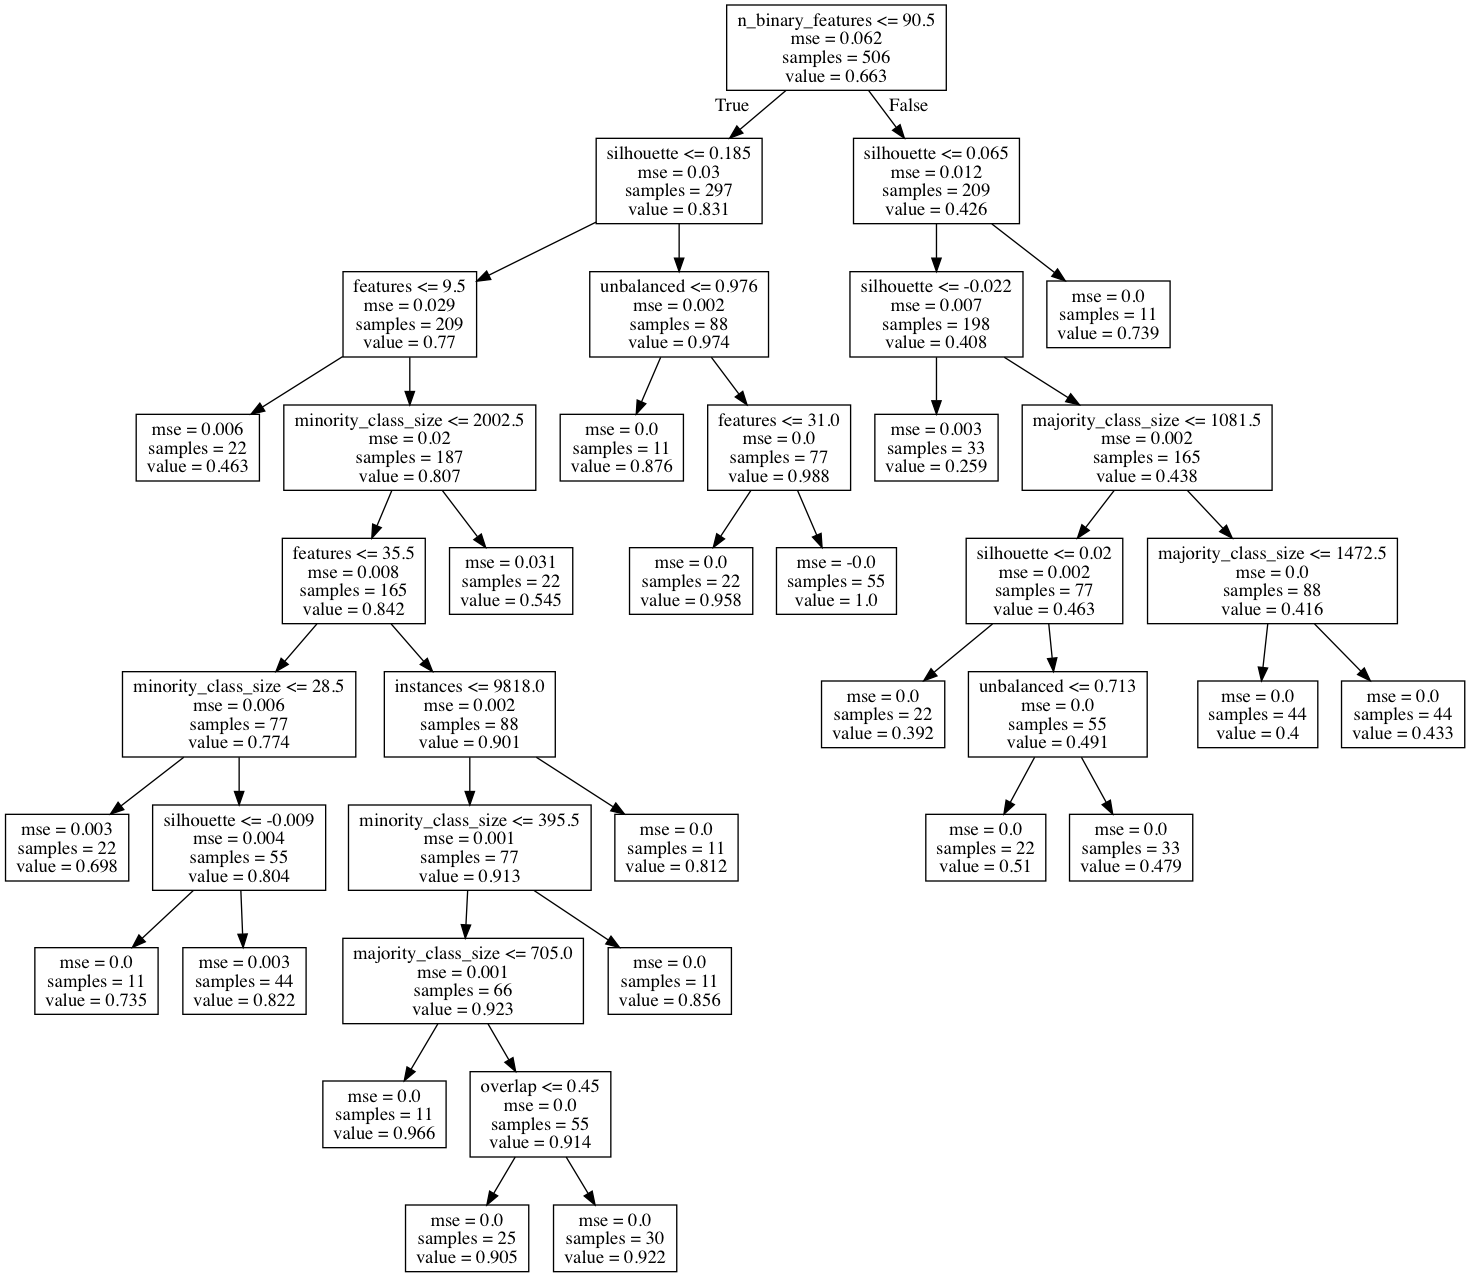 n_binary_features <= 90.5
mse = 0.062
samples = 506
value = 0.663
True
False
silhouette <= 0.185
mse = 0.03
samples = 297
value = 0.831
silhouette <= 0.065
mse = 0.012
samples = 209
value = 0.426
features <= 9.5
mse = 0.029
samples = 209
value = 0.77
unbalanced <= 0.976
mse = 0.002
samples = 88
value = 0.974
silhouette <= -0.022
mse = 0.007
samples = 198
value = 0.408
mse = 0.0
samples = 11
value = 0.739
mse = 0.006
samples = 22
value = 0.463
minority_class_size <= 2002.5
mse = 0.02
samples = 187
value = 0.807
mse = 0.0
samples = 11
value = 0.876
features <= 31.0
mse = 0.0
samples = 77
value = 0.988
mse = 0.003
samples = 33
value = 0.259
majority_class_size <= 1081.5
mse = 0.002
samples = 165
value = 0.438
features <= 35.5
mse = 0.008
samples = 165
value = 0.842
mse = 0.031
samples = 22
value = 0.545
mse = 0.0
samples = 22
value = 0.958
mse = -0.0
samples = 55
value = 1.0
silhouette <= 0.02
mse = 0.002
samples = 77
value = 0.463
majority_class_size <= 1472.5
mse = 0.0
samples = 88
value = 0.416
minority_class_size <= 28.5
mse = 0.006
samples = 77
value = 0.774
instances <= 9818.0
mse = 0.002
samples = 88
value = 0.901
mse = 0.0
samples = 22
value = 0.392
unbalanced <= 0.713
mse = 0.0
samples = 55
value = 0.491
mse = 0.0
samples = 44
value = 0.4
mse = 0.0
samples = 44
value = 0.433
mse = 0.003
samples = 22
value = 0.698
silhouette <= -0.009
mse = 0.004
samples = 55
value = 0.804
minority_class_size <= 395.5
mse = 0.001
samples = 77
value = 0.913
mse = 0.0
samples = 11
value = 0.812
mse = 0.0
samples = 22
value = 0.51
mse = 0.0
samples = 33
value = 0.479
mse = 0.0
samples = 11
value = 0.735
mse = 0.003
samples = 44
value = 0.822
majority_class_size <= 705.0
mse = 0.001
samples = 66
value = 0.923
mse = 0.0
samples = 11
value = 0.856
mse = 0.0
samples = 11
value = 0.966
overlap <= 0.45
mse = 0.0
samples = 55
value = 0.914
mse = 0.0
samples = 25
value = 0.905
mse = 0.0
samples = 30
value = 0.922